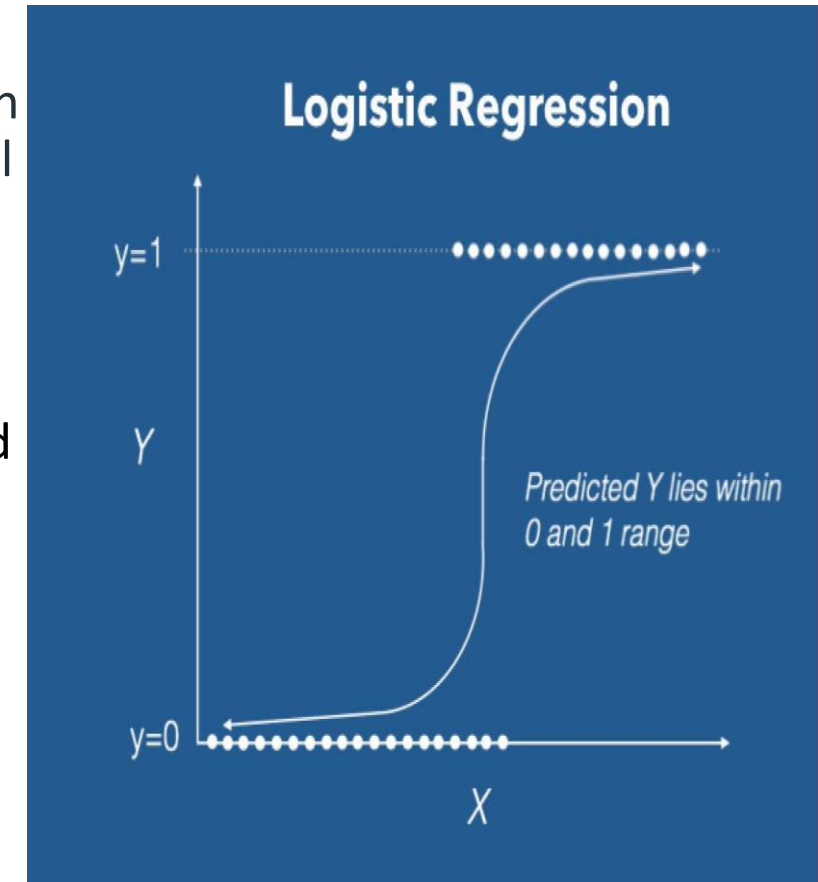 Logistic Regression
y=1
Y
Predicted Y lies within
0 and 1 range
y=0
X